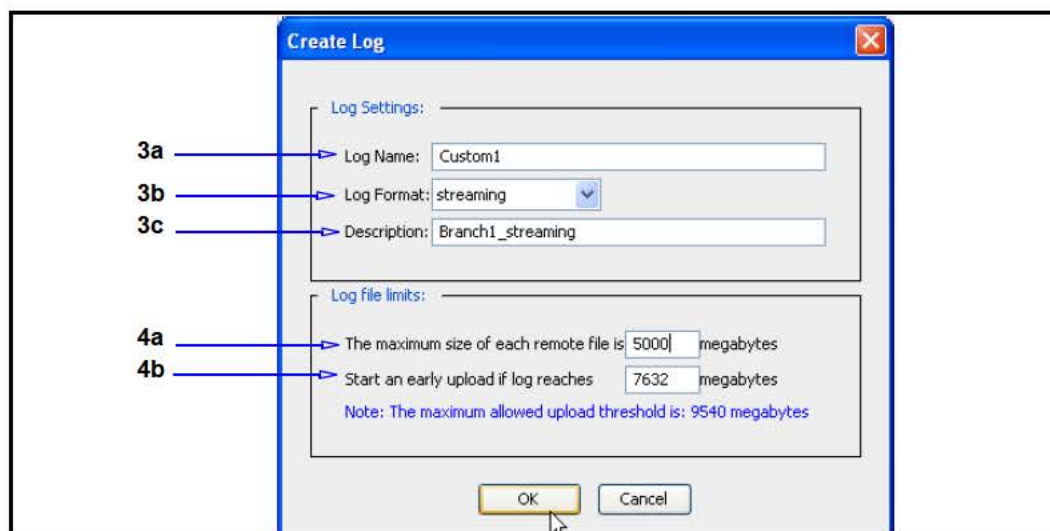 Create Log
Log Settings:
3a Log Name: Custom1
3b Log Format: streaming
3c Description: Branch1_streaming
Log file limits:
4a The maximum size of each remote file is 5000 megabytes
4b Start an early upload if log reaches 7632 megabytes
Note: The maximum allowed upload threshold is: 9540 megabytes
OK Cancel